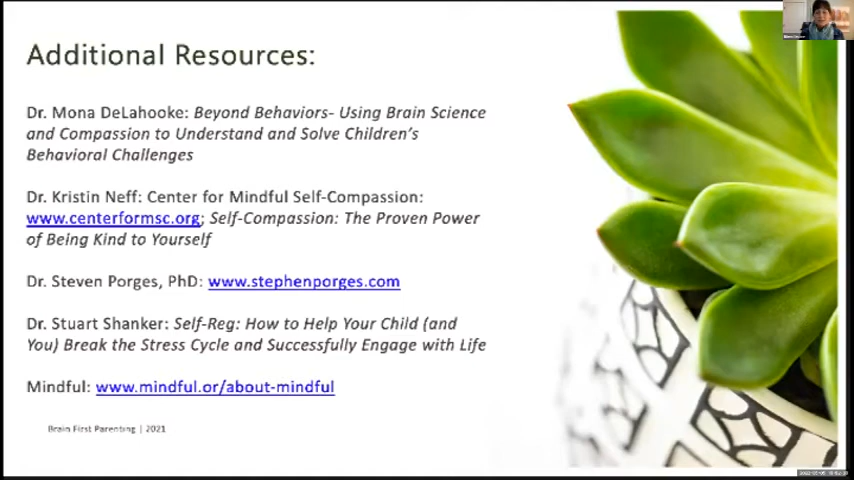 Additional Resources:
Dr. Mona DeLahooke: Beyond Behaviors- Using Brain Science
and Compassion to Understand and Solve Children's
Behavioral Challenges
Dr. Kristin Neff: Center for Mindful Self-Compassion:
www.centerformsc.org; Self-Compassion: The Proven Power
of Being Kind to Yourself
Dr. Steven Porges, PhD: www.stephenporges.com
Dr. Stuart Shanker: Self-Reg: How to Help Your Child (and
You) Break the Stress Cycle and Successfully Engage with Life
Mindful: www.mindful.or/about-mindful
Brain First Parenting | 2021